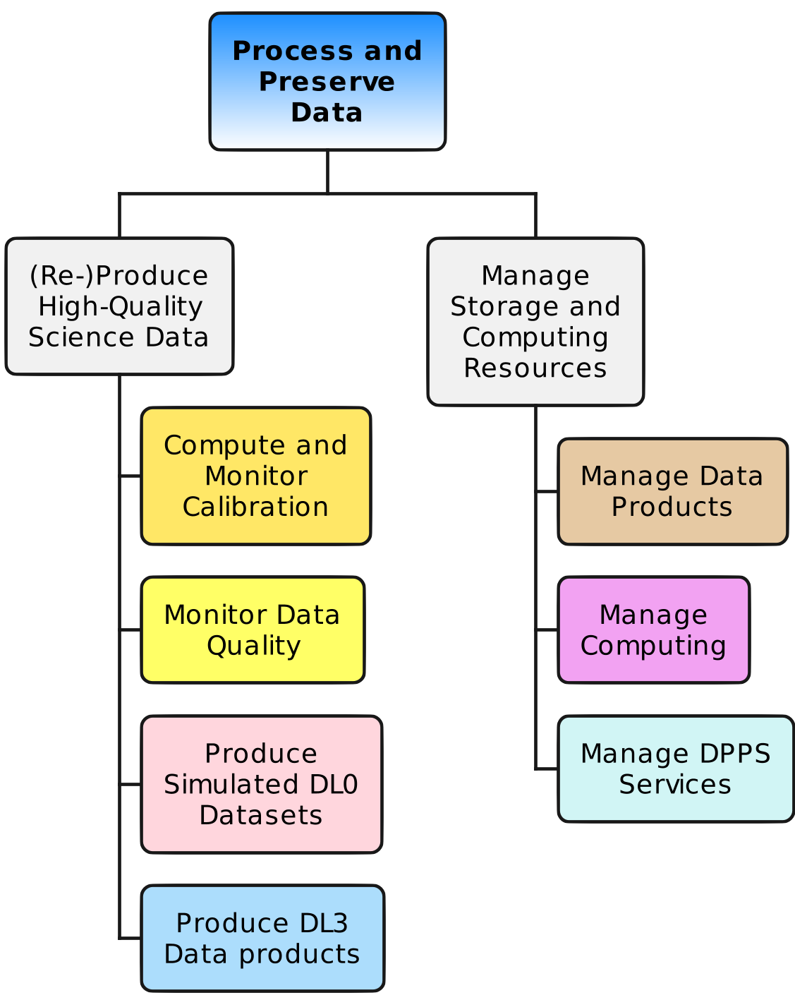 Process and
Preserve
Data
(Re-)Produce
High-Quality
Science Data
Manage
Storage and
Computing
Resources
Compute and
Monitor
Calibration
Monitor Data
Quality
Produce
Simulated DL0
Datasets
Produce DL3
Data products
Manage Data
Products
Manage
Computing
Manage DPPS
Services